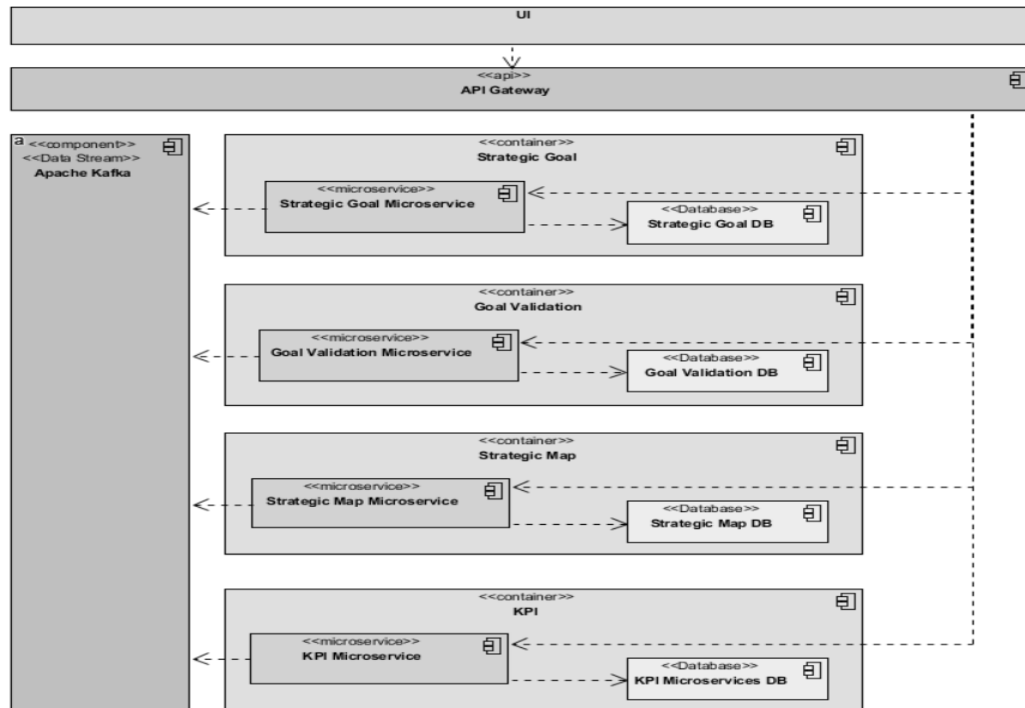 UI
<<api>>
API Gateway
a
<<component>>
<<Data Stream>>
Apache Kafka
<<container>>
Strategic Goal
<<microservice>>
Strategic Goal Microservice
<<Database>>
Strategic Goal DB
<<container>>
Goal Validation
<<microservice>>
Goal Validation Microservice
<<Database>>
Goal Validation DB
<<container>>
Strategic Map
<<microservice>>
Strategic Map Microservice
<<Database>>
Strategic Map DB
<<container>>
KPI
<<microservice>>
KPI Microservice
<<Database>>
KPI Microservices DB